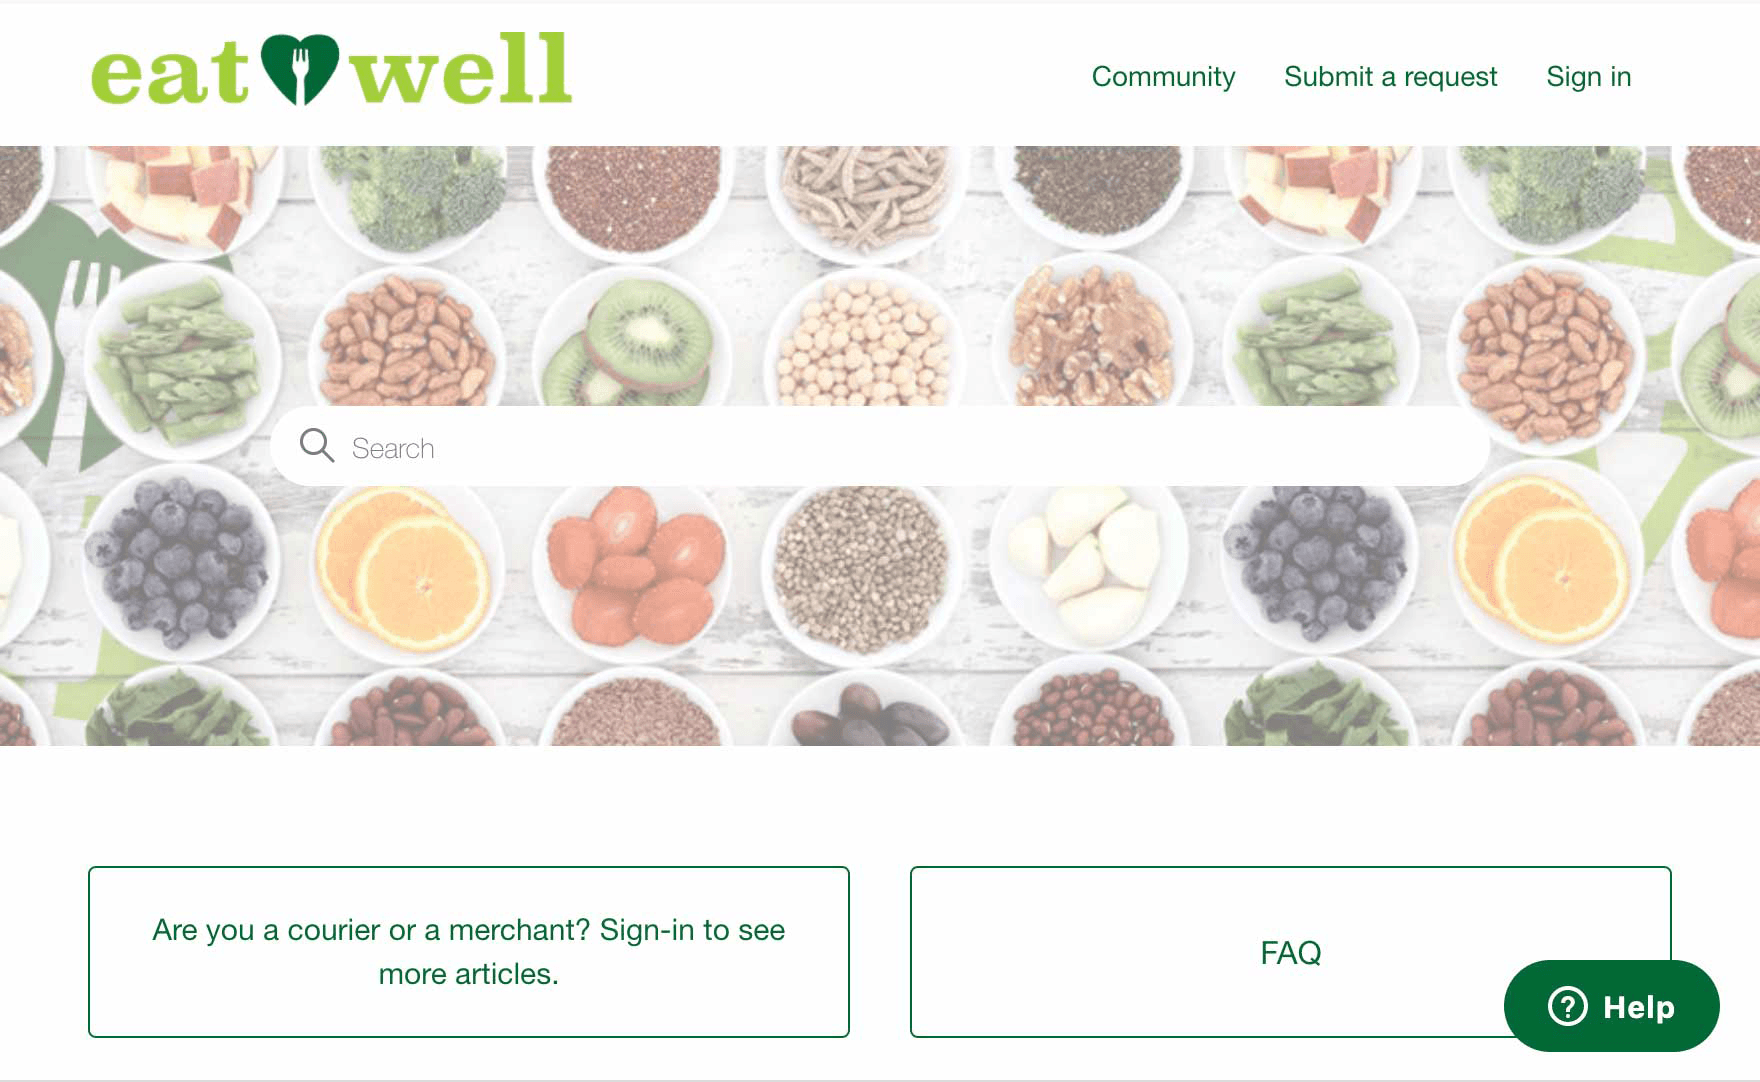 eat well
Community
Submit a request
Sign in
Search
Are you a courier or a merchant? Sign-in to see
more articles.
FAQ
Help